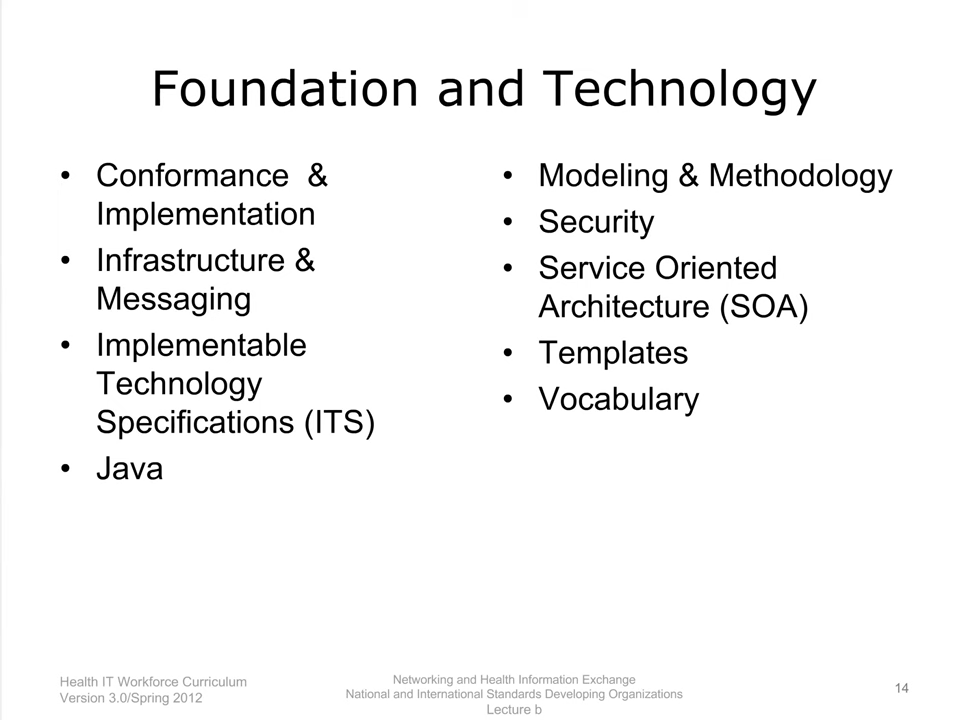 Foundation and Technology
• Conformance & 
Implementation
• Infrastructure &
Messaging
• Implementable
Technology
Specifications (ITS)
• Java
• Modeling & Methodology
• Security
• Service Oriented
Architecture (SOA)
• Templates
• Vocabulary
Health IT Workforce Curriculum
Version 3.0/Spring 2012
Networking and Health Information Exchange
National and International Standards Developing Organizations
Lecture b
14